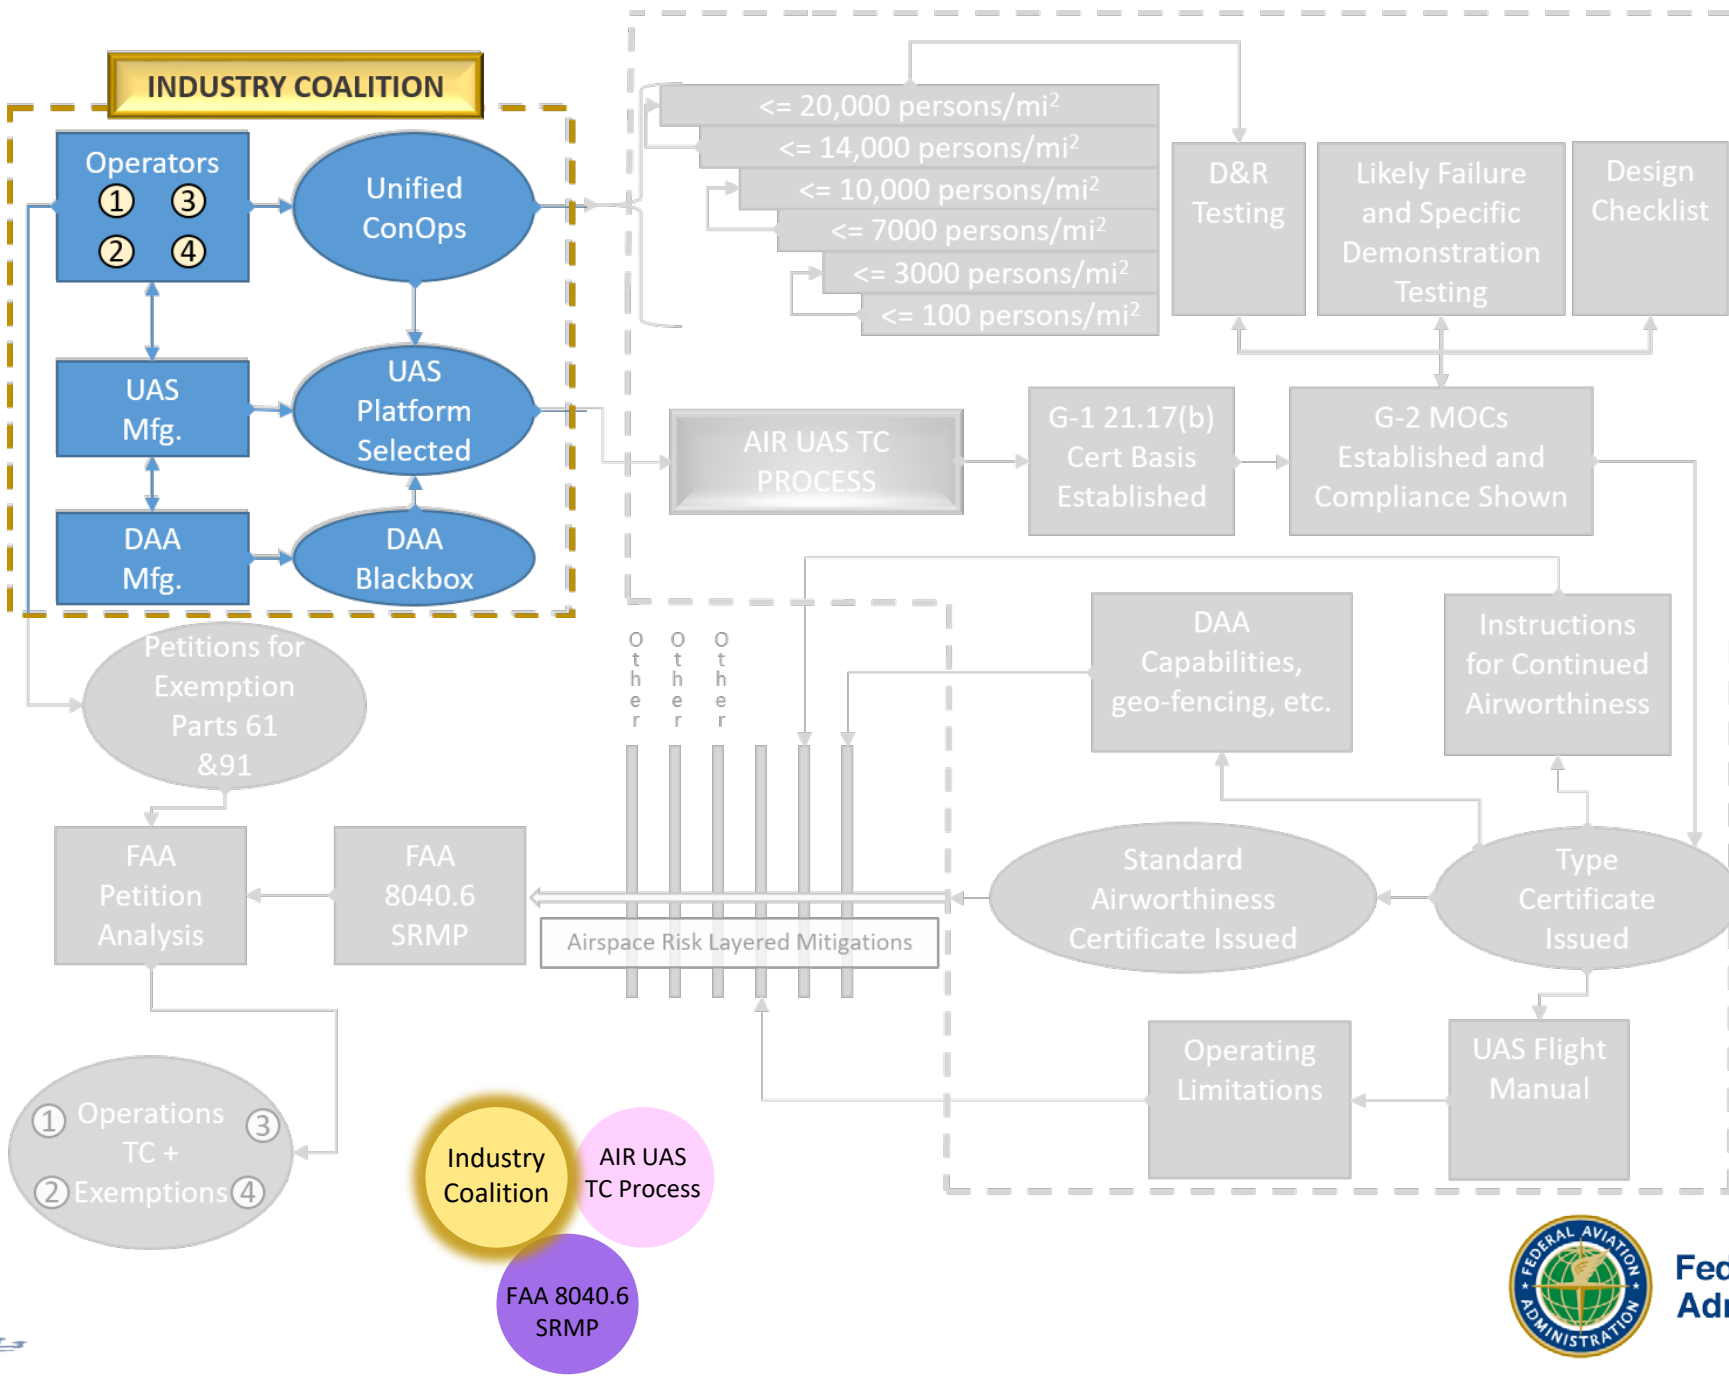 INDUSTRY COALITION
Operators
1
3
2
4
Unified
ConOps
UAS
Mfg.
UAS
Platform
Selected
DAA
Mfg.
DAA
Blackbox
<= 20,000 persons/mi²
<= 14,000 persons/mi²
<= 10,000 persons/mi²
<= 7000 persons/mi²
<= 3000 persons/mi²
<= 100 persons/mi²
D&R
Testing
Likely Failure
and Specific
Demonstration
Testing
Design
Checklist
AIR UAS TC
PROCESS
G-1 21.17(b)
Cert Basis
Established
G-2 MOCs
Established and
Compliance Shown
Petitions for
Exemption
Parts 61
&91
Other
Other
Other
DAA
Capabilities,
geo-fencing, etc.
Instructions
for Continued
Airworthiness
FAA
Petition
Analysis
FAA
8040.6
SRMP
Airspace Risk Layered Mitigations
Standard
Airworthiness
Certificate Issued
Type
Certificate
Issued
Operating
Limitations
UAS Flight
Manual
1
Operations
3
TC +
2
Exemptions
4
Industry
Coalition
AIR UAS
TC Process
FAA 8040.6
SRMP
FEDERAL AVIATION
ADMINISTRATION
Fed
Adr